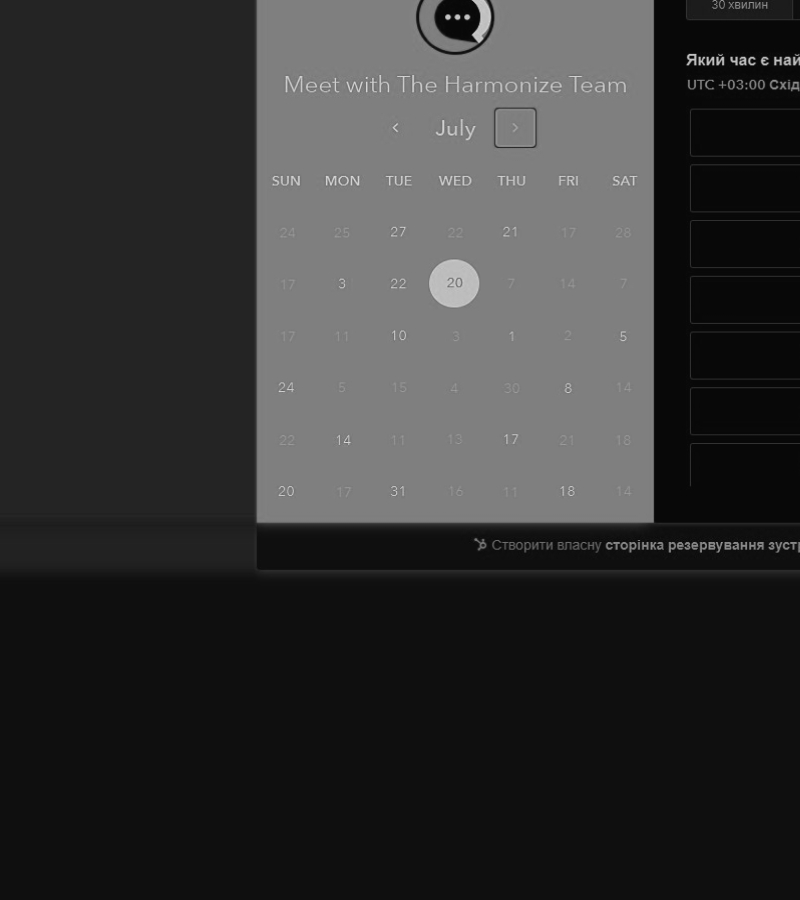 30 хвилин
Meet with The Harmonize Team
Який час є най
UTC +03:00 Схід
July
SUN MON TUE WED THU FRI SAT
24 25 27 22 21 17 28
17 3 22 20 7 14 7
17 11 10 3 1 2 5
24 5 15 4 30 8 14
22 14 11 13 17 21 18
20 17 31 16 11 18 14
Створити власну сторінка резервування зустр